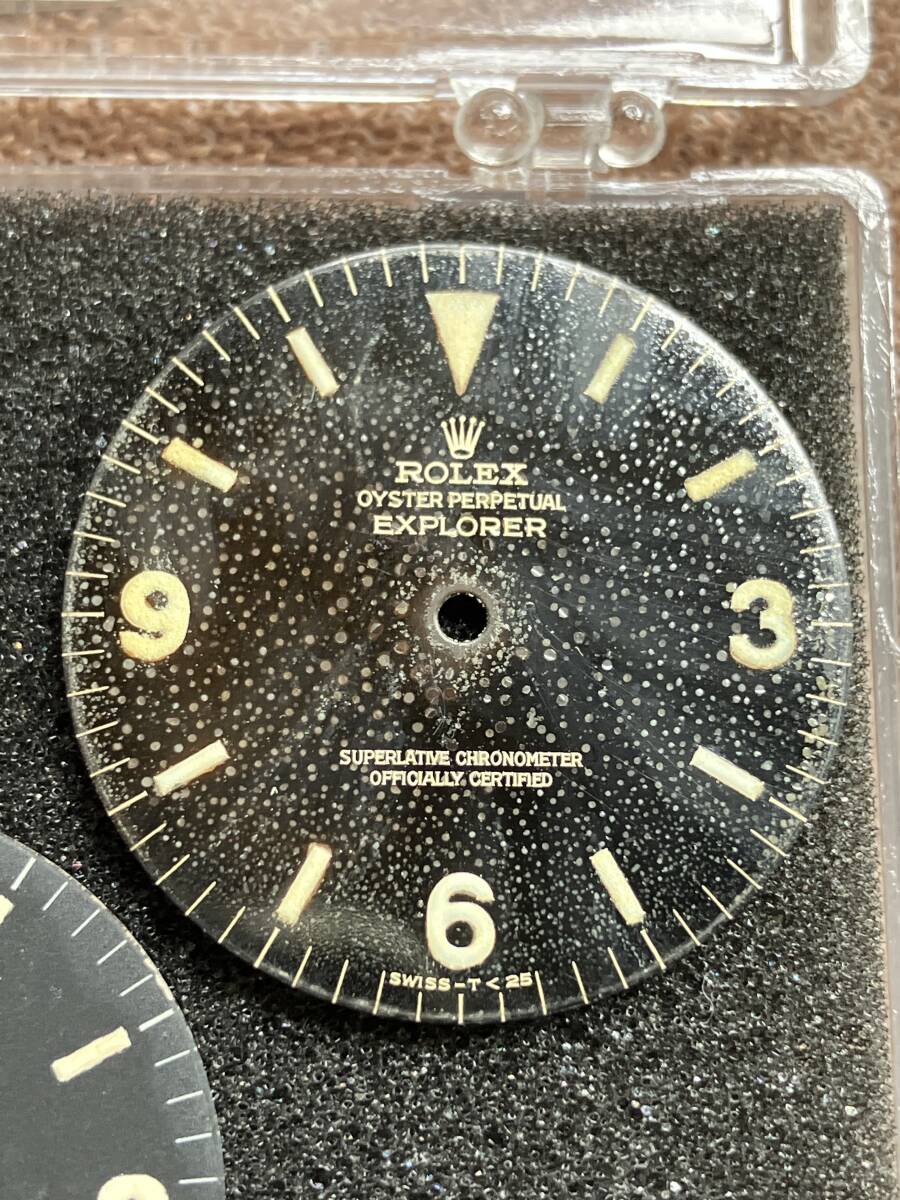 ROLEX
OYSTER PERPETUAL
EXPLORER
9 3
SUPERLATIVE CHRONOMETER
OFFICIALLY CERTIFIED
6
SWISS - T < 25